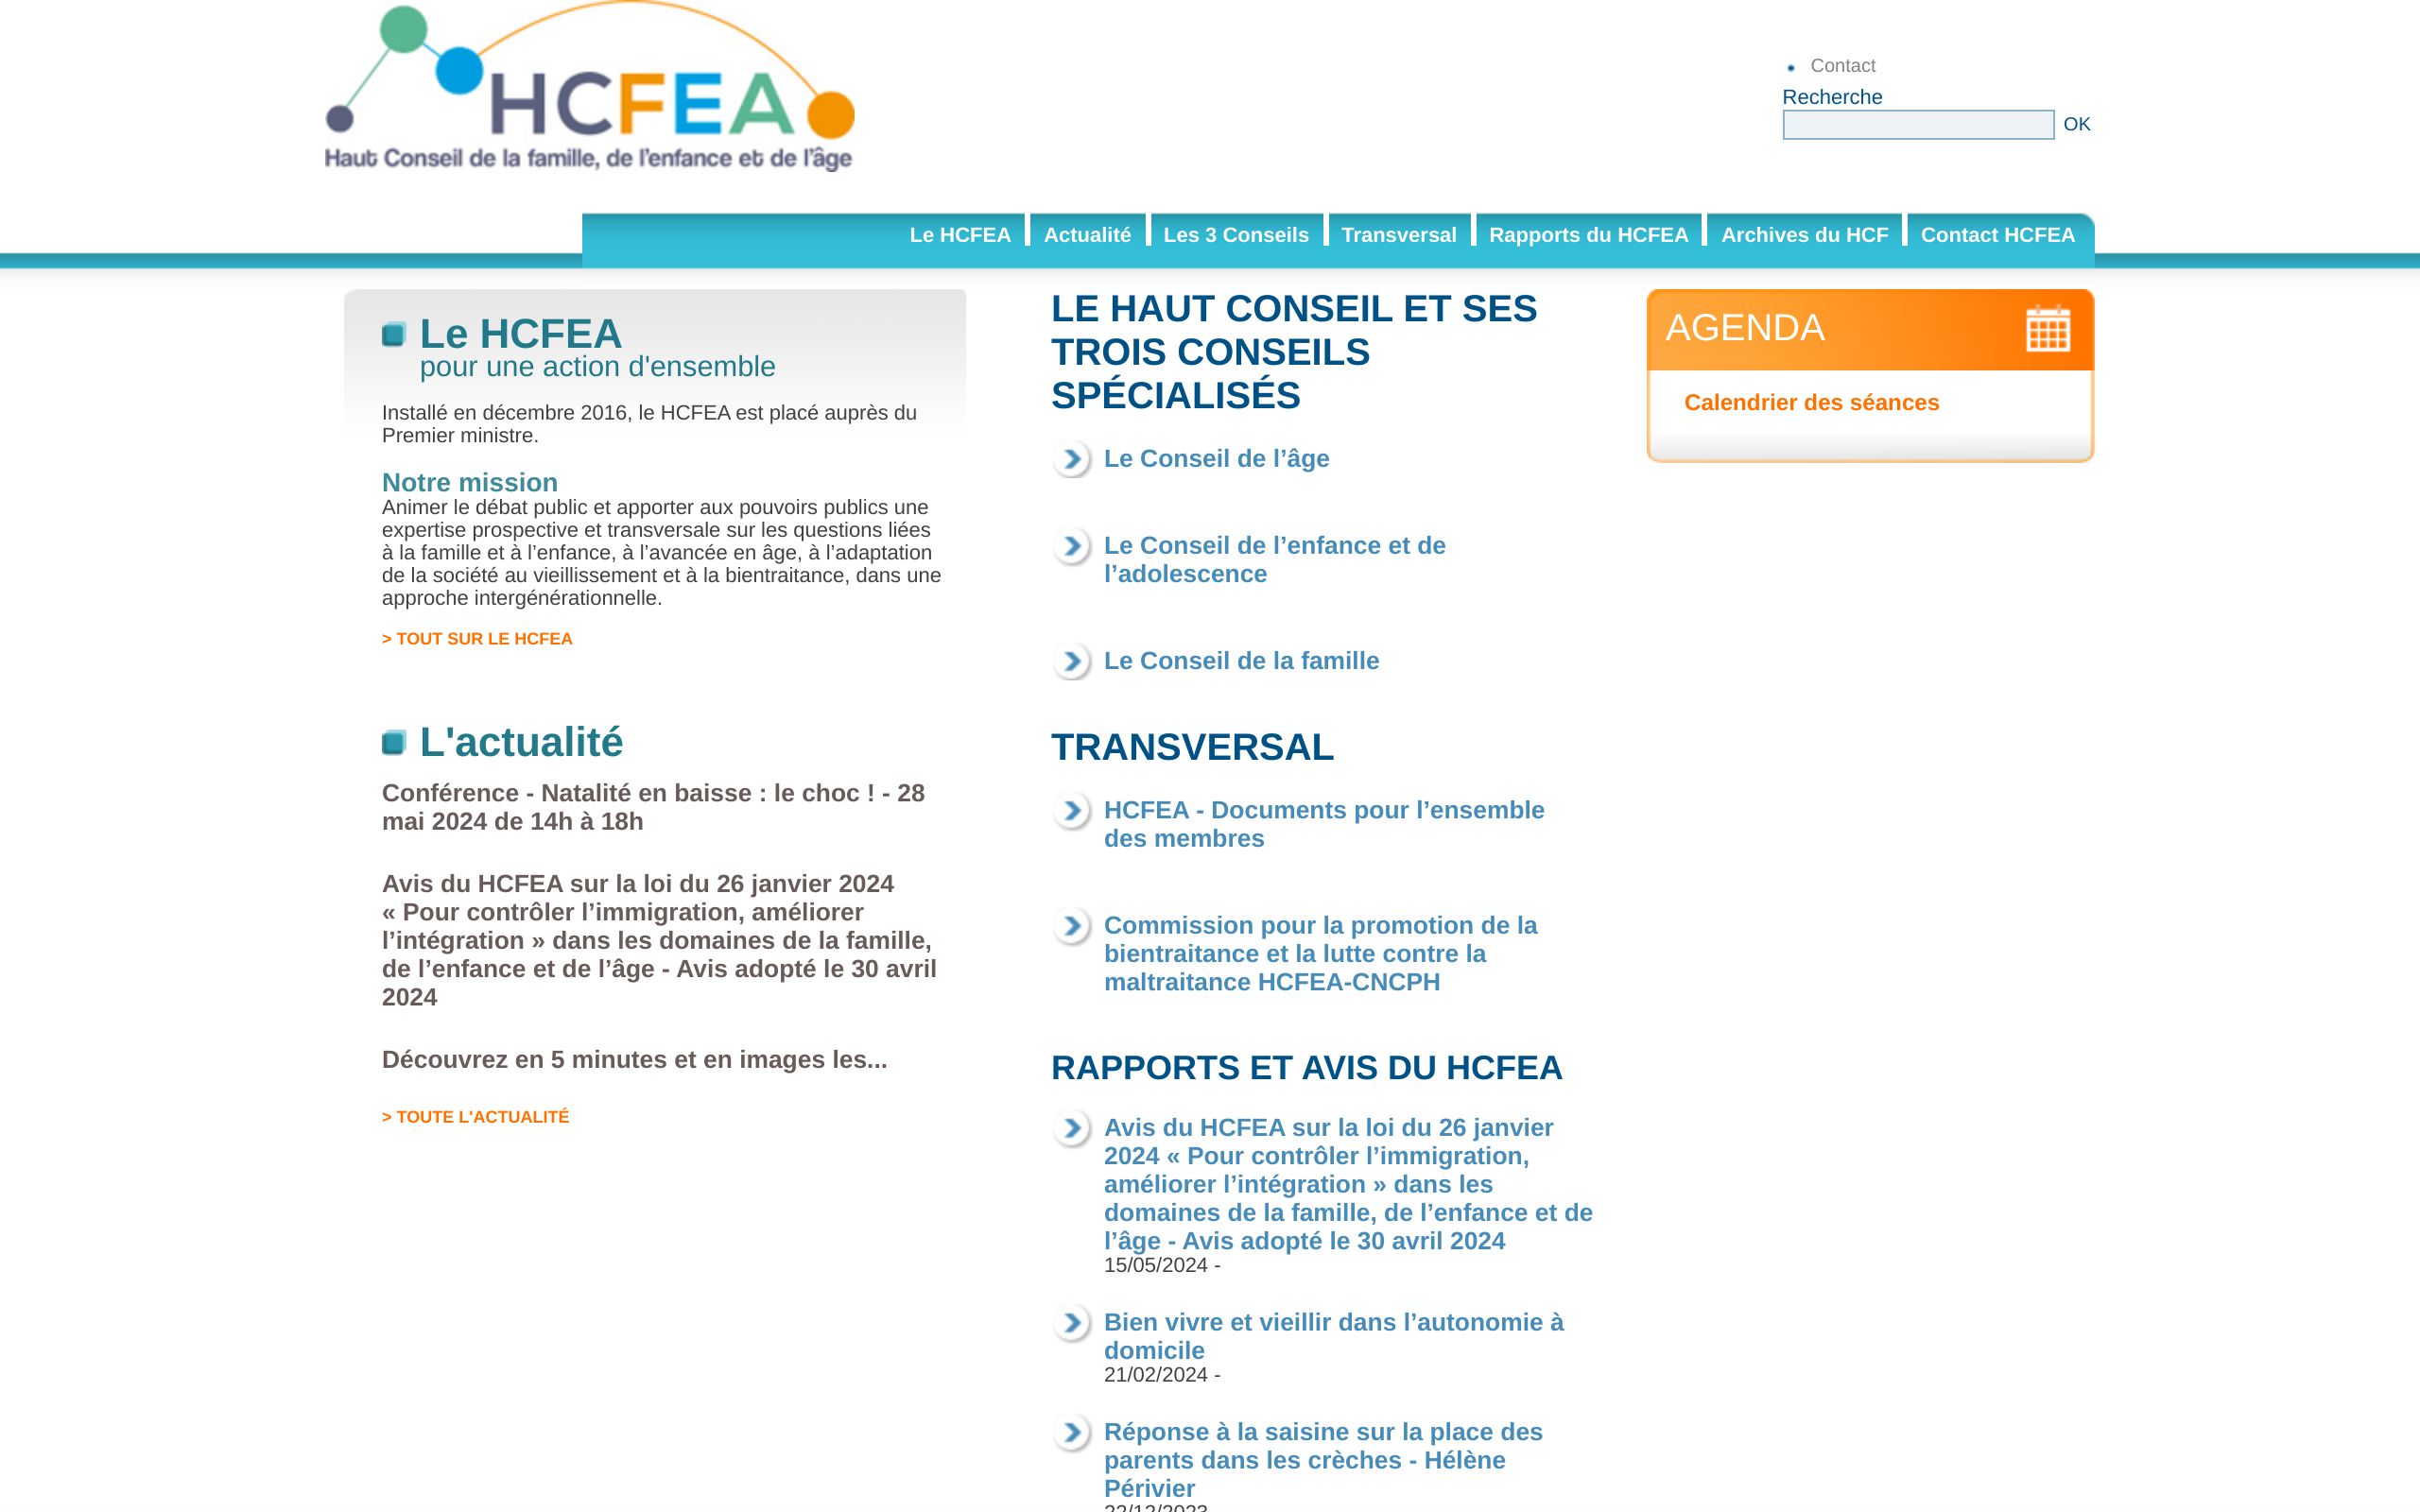 HCFEA
Haut Conseil de la famille, de l'enfance et de l'âge
Contact
Recherche
OK
Le HCFEA
Actualité
Les 3 Conseils
Transversal
Rapports du HCFEA
Archives du HCF
Contact HCFEA
Le HCFEA
pour une action d'ensemble
Installé en décembre 2016, le HCFEA est placé auprès du
Premier ministre.
Notre mission
Animer le débat public et apporter aux pouvoirs publics une
expertise prospective et transversale sur les questions liées
à la famille et à l’enfance, à l’avancée en âge, à l’adaptation
de la société au vieillissement et à la bientraitance, dans une
approche intergénérationnelle.
> TOUT SUR LE HCFEA
L'actualité
Conférence - Natalité en baisse : le choc ! - 28
mai 2024 de 14h à 18h
Avis du HCFEA sur la loi du 26 janvier 2024
« Pour contrôler l’immigration, améliorer
l’intégration » dans les domaines de la famille,
de l’enfance et de l’âge - Avis adopté le 30 avril
2024
Découvrez en 5 minutes et en images les...
> TOUTE L'ACTUALITÉ
LE HAUT CONSEIL ET SES
TROIS CONSEILS
SPÉCIALISÉS
Le Conseil de l’âge
Le Conseil de l’enfance et de
l’adolescence
Le Conseil de la famille
TRANSVERSAL
HCFEA - Documents pour l’ensemble
des membres
Commission pour la promotion de la
bientraitance et la lutte contre la
maltraitance HCFEA-CNCPH
RAPPORTS ET AVIS DU HCFEA
Avis du HCFEA sur la loi du 26 janvier
2024 « Pour contrôler l’immigration,
améliorer l’intégration » dans les
domaines de la famille, de l’enfance et de
l’âge - Avis adopté le 30 avril 2024
15/05/2024 -
Bien vivre et vieillir dans l’autonomie à
domicile
21/02/2024 -
Réponse à la saisine sur la place des
parents dans les crèches - Hélène
Périvier
22/12/2023
AGENDA
Calendrier des séances